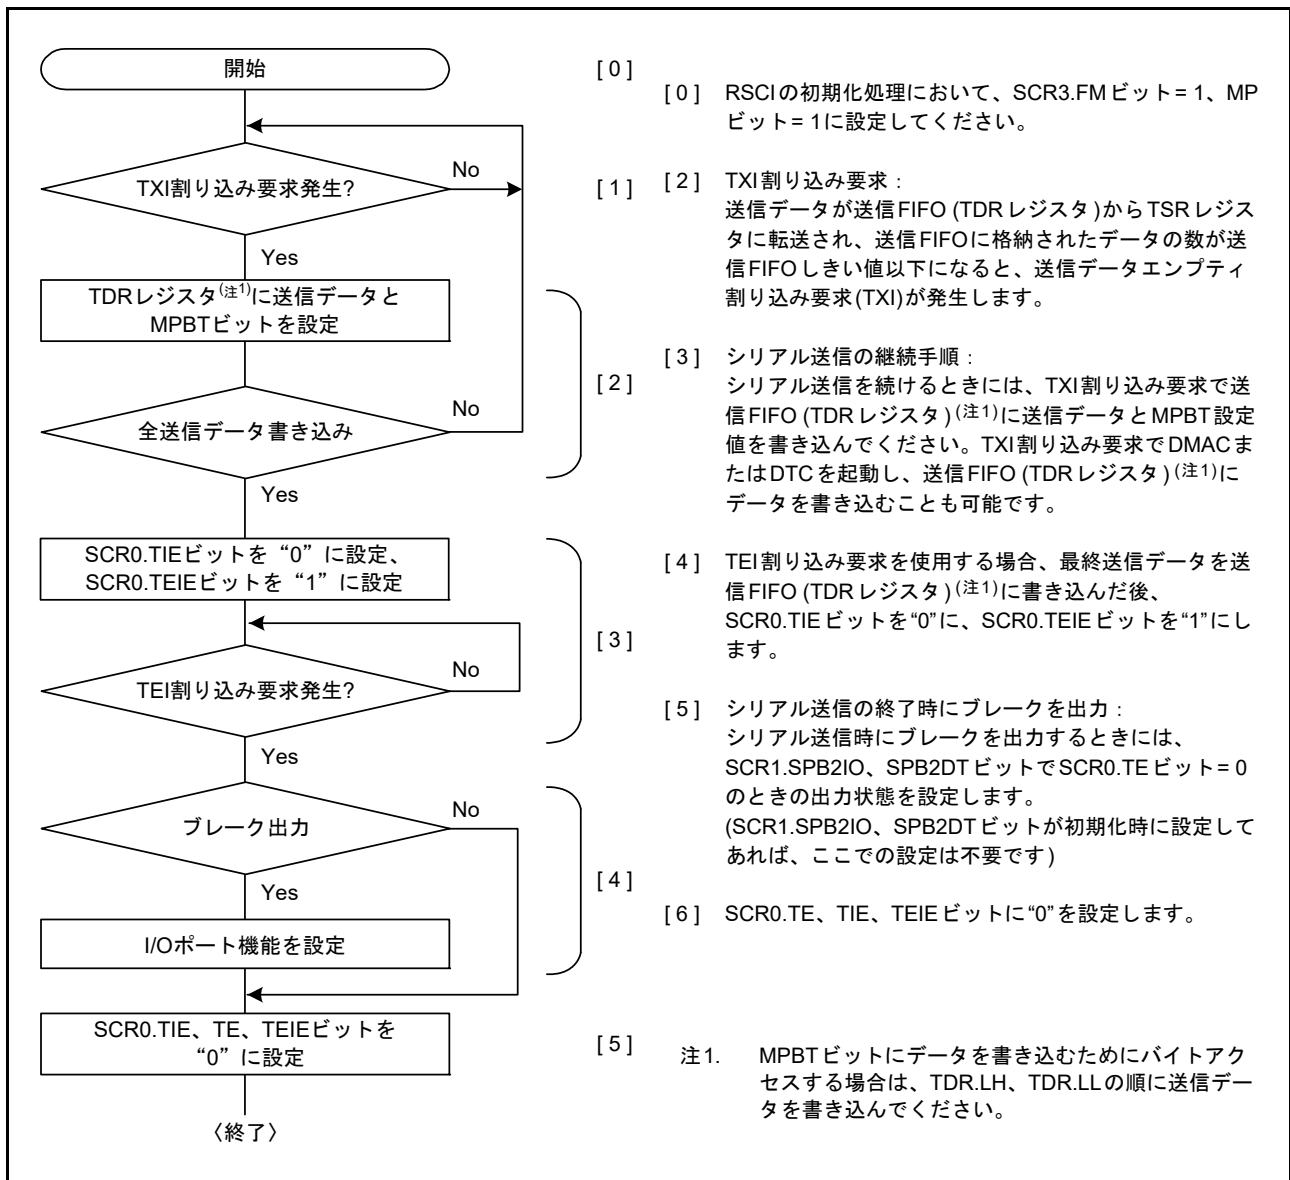 開始
[0]
No
TXI割り込み要求発生?
[1]
Yes
TDRレジスタ(注1)に送信データと
MPBTビットを設定
[2]
No
全送信データ書き込み
Yes
SCR0.TIEビットを“0”に設定、
SCR0.TEIEビットを“1”に設定
[3]
No
TEI割り込み要求発生?
Yes
No
ブレーク出力
[4]
Yes
I/Oポート機能を設定
SCR0.TIE、TE、TEIEビットを
“0”に設定
[5]
〈終了〉
[0] RSCIの初期化処理において、SCR3.FMビット= 1、MP
ビット= 1に設定してください。
[2] TXI割り込み要求：
送信データが送信FIFO (TDRレジスタ)からTSRレジス
タに転送され、送信FIFOに格納されたデータの数が送
信FIFOしきい値以下になると、送信データエンプティ
割り込み要求(TXI)が発生します。
[3] シリアル送信の継続手順：
シリアル送信を続けるときには、TXI割り込み要求で送
信FIFO (TDRレジスタ)(注1)に送信データとMPBT設定
値を書き込んでください。TXI割り込み要求でDMACま
たはDTCを起動し、送信FIFO (TDRレジスタ)(注1)に
データを書き込むことも可能です。
[4] TEI割り込み要求を使用する場合、最終送信データを送
信FIFO (TDRレジスタ)(注1)に書き込んだ後、
SCR0.TIEビットを“0”に、SCR0.TEIEビットを“1”にし
ます。
[5] シリアル送信の終了時にブレークを出力：
シリアル送信時にブレークを出力するときには、
SCR1.SPB2IO、SPB2DTビットでSCR0.TEビット= 0
のときの出力状態を設定します。
(SCR1.SPB2IO、SPB2DTビットが初期化時に設定して
あれば、ここでの設定は不要です)
[6] SCR0.TE、TIE、TEIEビットに“0”を設定します。
注1. MPBTビットにデータを書き込むためにバイトアク
セスする場合は、TDR.LH、TDR.LLの順に送信デー
タを書き込んでください。